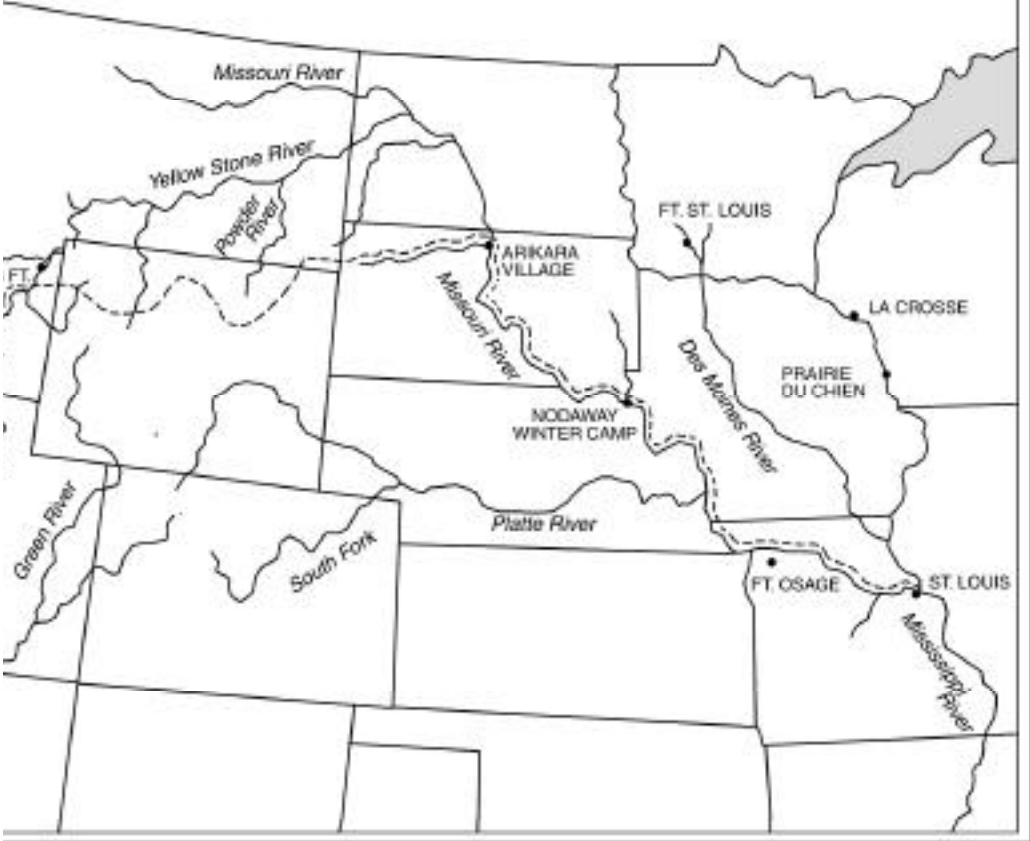 Missouri River
Yellow Stone River
Powder
River
FT. ST. LOUIS
ARIKARA
VILLAGE
FT.
Missouri River
LA CROSSE
PRAIRIE
DU CHIEN
Des Moines River
NODAWAY
WINTER CAMP
Platte River
Green River
South Fork
FT. OSAGE
ST. LOUIS
Mississippi
River